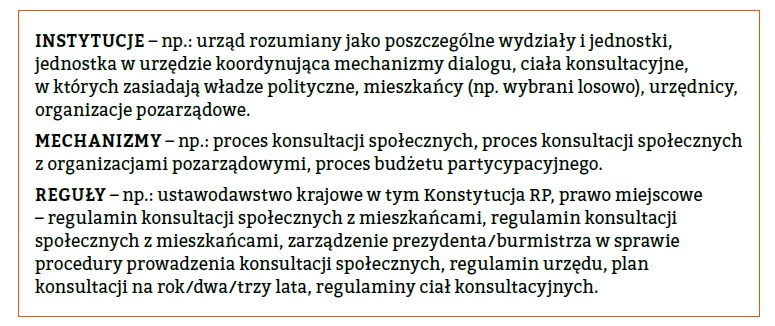 INSTYTUCJE – np.: urząd rozumiany jako poszczególne wydziały i jednostki,
jednostka w urzędzie koordynująca mechanizmy dialogu, ciała konsultacyjne,
w których zasiadają władze polityczne, mieszkańcy (np. wybrani losowo), urzędnicy,
organizacje pozarządowe.
MECHANIZMY – np.: proces konsultacji społecznych, proces konsultacji społecznych
z organizacjami pozarządowymi, proces budżetu partycypacyjnego.
REGUŁY – np.: ustawodawstwo krajowe w tym Konstytucja RP, prawo miejscowe
– regulamin konsultacji społecznych z mieszkańcami, regulamin konsultacji
społecznych z mieszkańcami, zarządzenie prezydenta/burmistrza w sprawie
procedury prowadzenia konsultacji społecznych, regulamin urzędu, plan
konsultacji na rok/dwa/trzy lata, regulaminy ciał konsultacyjnych.